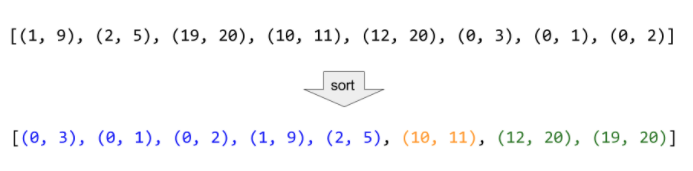 [(1, 9), (2, 5), (19, 20), (10, 11), (12, 20), (0, 3), (0, 1), (0, 2)]
sort
[(0, 3), (0, 1), (0, 2), (1, 9), (2, 5), (10, 11), (12, 20), (19, 20)]